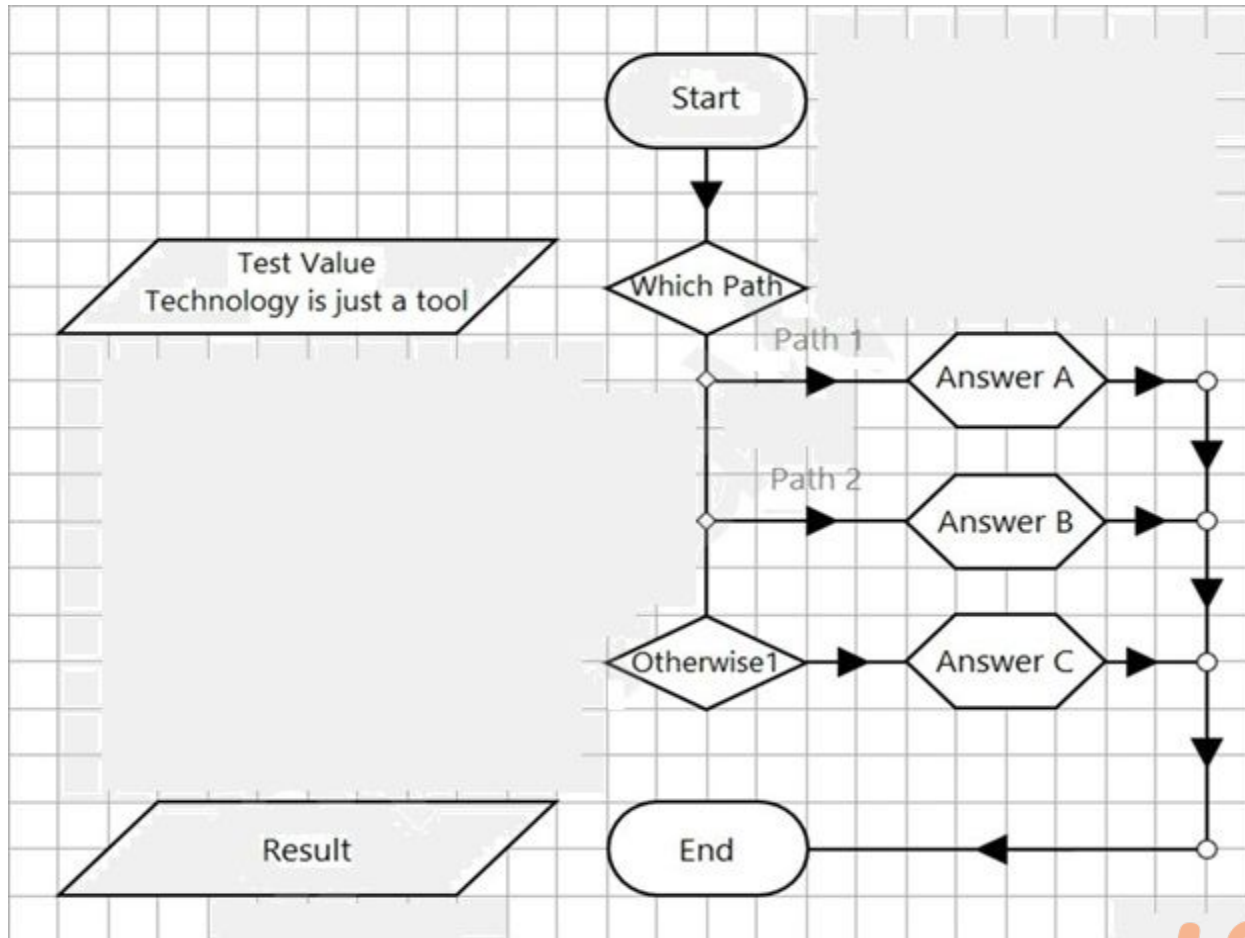 Start
Test Value
Technology is just a tool
Which Path
Path 1
Answer A
Path 2
Answer B
Otherwise1
Answer C
Result
End